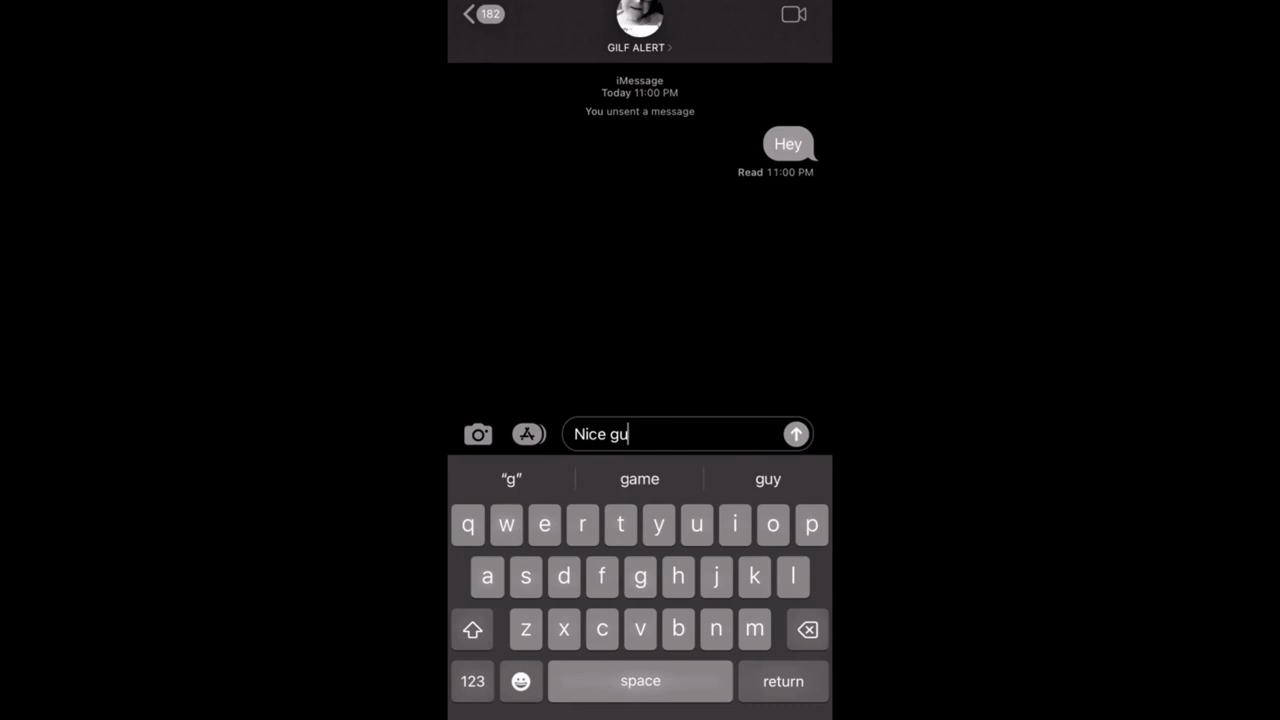 182
GILF ALERT
iMessage
Today 11:00 PM
You unsent a message
Hey
Read 11:00 PM
Nice gu
“g” game guy
q w e r t y u i o p
a s d f g h j k l
z x c v b n m
123 space return